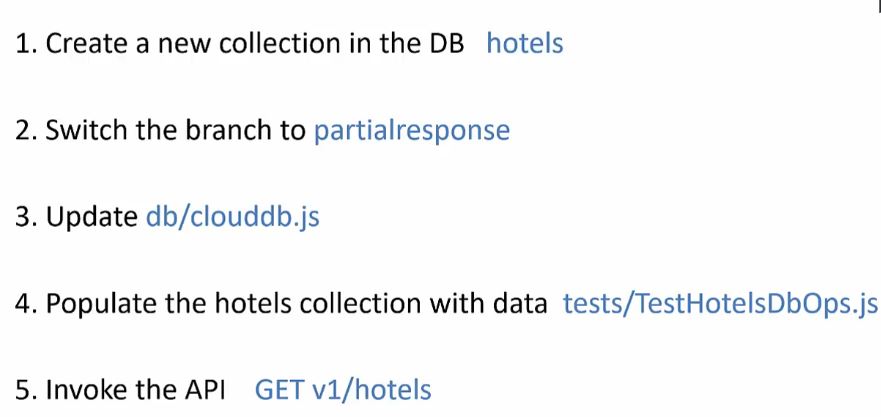 1. Create a new collection in the DB hotels
2. Switch the branch to partialresponse
3. Update db/clouddb.js
4. Populate the hotels collection with data tests/TestHotelsDbOps.js
5. Invoke the API GET v1/hotels